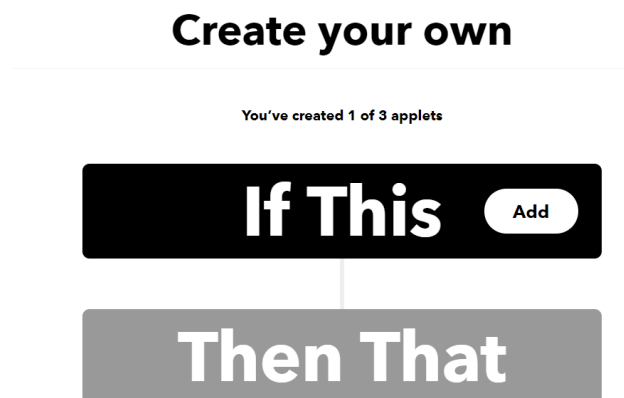 Create your own
You’ve created 1 of 3 applets
If This
Add
Then That